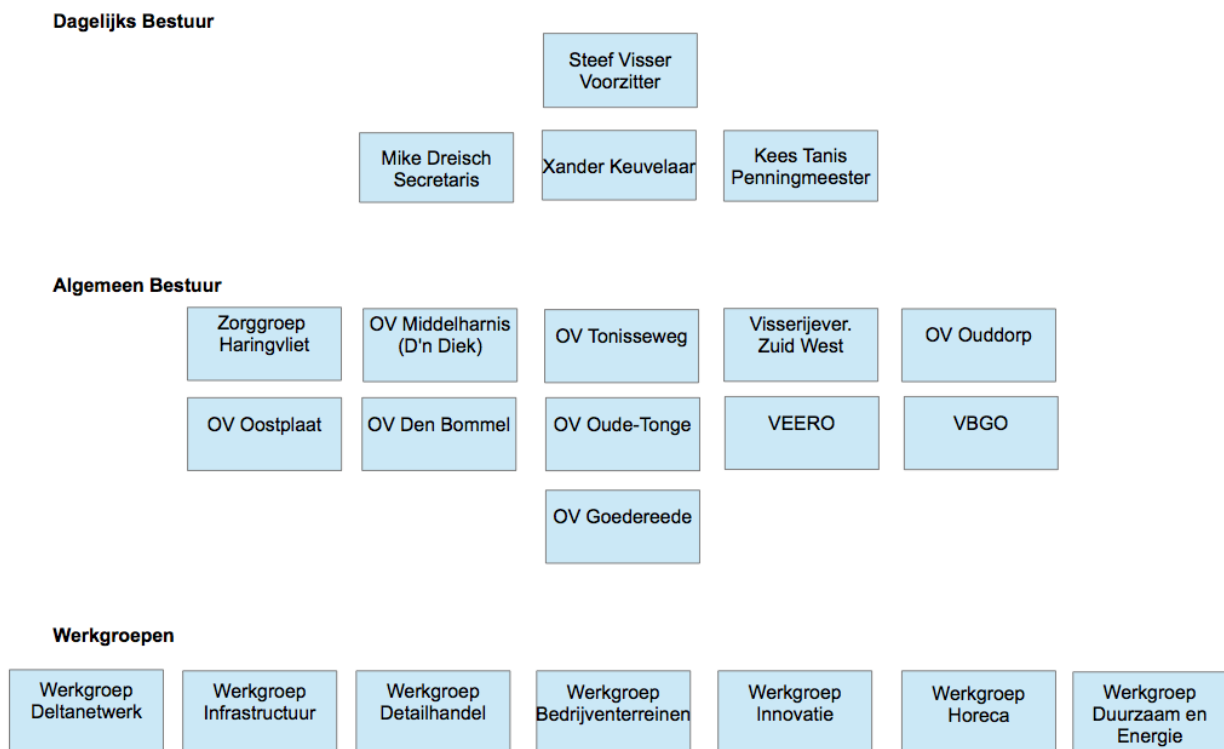 Dagelijks Bestuur
Steef Visser
Voorzitter
Mike Dreisch
Secretaris
Xander Keuvelaar
Kees Tanis
Penningmeester
Algemeen Bestuur
Zorggroep
Haringvliet
OV Middelharnis
(D'n Diek)
OV Tonisseweg
Visserijever.
Zuid West
OV Ouddorp
OV Oostplaat
OV Den Bommel
OV Oude-Tonge
VEERO
VBGO
OV Goedereede
Werkgroepen
Werkgroep
Deltanetwerk
Werkgroep
Infrastructuur
Werkgroep
Detailhandel
Werkgroep
Bedrijventerreinen
Werkgroep
Innovatie
Werkgroep
Horeca
Werkgroep
Duurzaam en
Energie